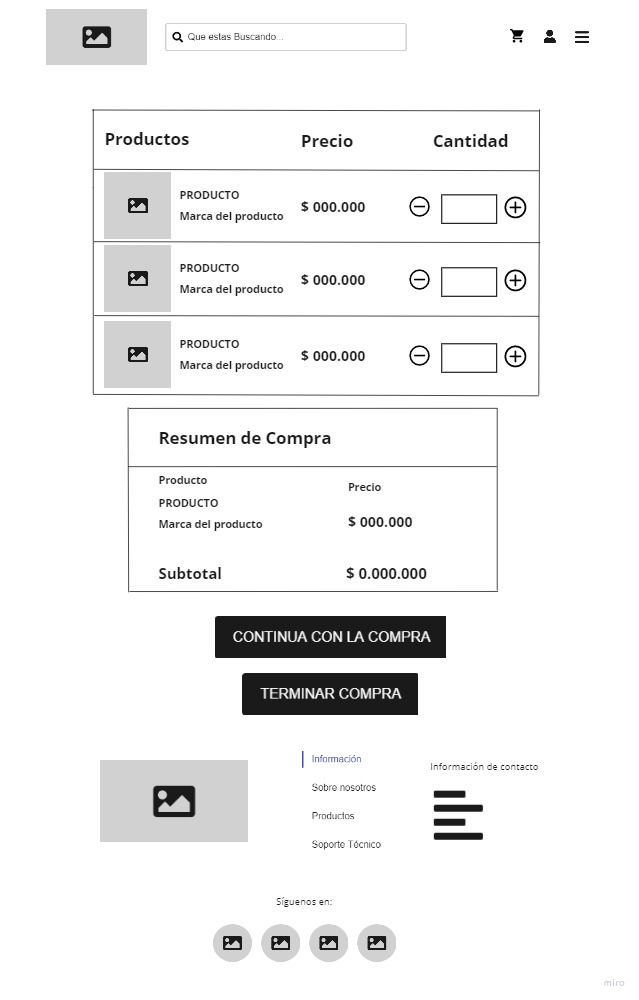 Que estas Buscando...
Productos Precio Cantidad
PRODUCTO
Marca del producto
$ 000.000
PRODUCTO
Marca del producto
$ 000.000
PRODUCTO
Marca del producto
$ 000.000
Resumen de Compra
Producto
Precio
PRODUCTO
Marca del producto
$ 000.000
Subtotal $ 0.000.000
CONTINUA CON LA COMPRA
TERMINAR COMPRA
Información
Sobre nosotros
Productos
Soporte Técnico
Información de contacto
Síguenos en:
miro